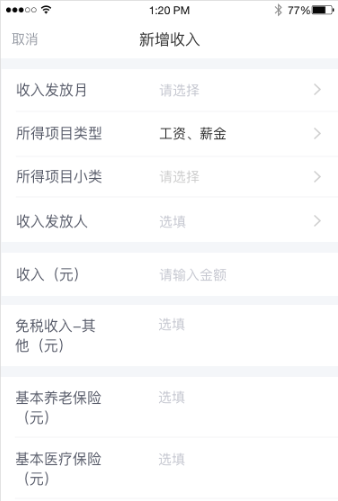 1:20 PM 77%
取消 新增收入
收入发放月 请选择
所得项目类型 工资、薪金
所得项目小类 请选择
收入发放人 选填
收入（元） 请输入金额
免税收入-其 选填
他（元）
基本养老保险 选填
（元）
基本医疗保险 选填
（元）